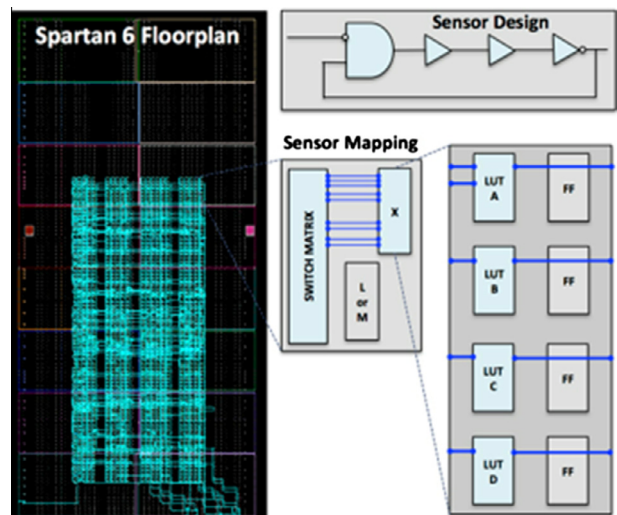 Spartan 6 Floorplan
Sensor Design
Sensor Mapping
SWITCH MATRIX
X
L
or
M
LUT
A
FF
LUT
B
FF
LUT
C
FF
LUT
D
FF